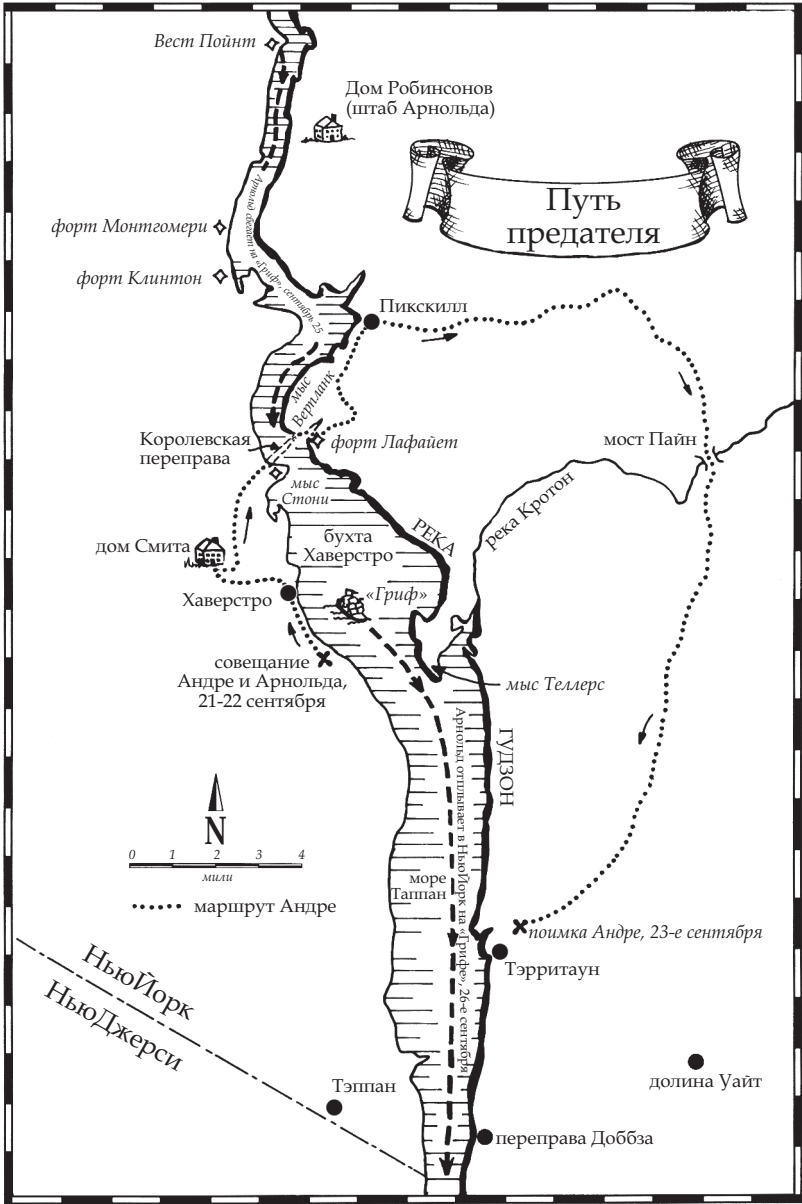 Вест Пойнт
Дом Робинсонов
(штаб Арнольда)
Путь
предателя
форт Монтгомери
Арнольд сбегает на «Гриф», сентябрь 25
форт Клинтон
Пикскилл
мыс
Вертпланк
Королевская
переправа
форт Лафайет
мост Пайн
мыс
Стони
РЕКА
река Кротон
бухта
Хаверстро
дом Смита
«Гриф»
Хаверстро
совещание
Андре и Арнольда,
21-22 сентября
мыс Теллерс
ГУДЗОН
Арнольд отплывает в НьюЙорк на «Грифе», 26-е сентября
N
0 1 2 3 4
мили
море
Таппан
маршрут Андре
поимка Андре, 23-е сентября
Тэрритаун
НьюЙорк
НьюДжерси
долина Уайт
Тэппан
переправа Доббза